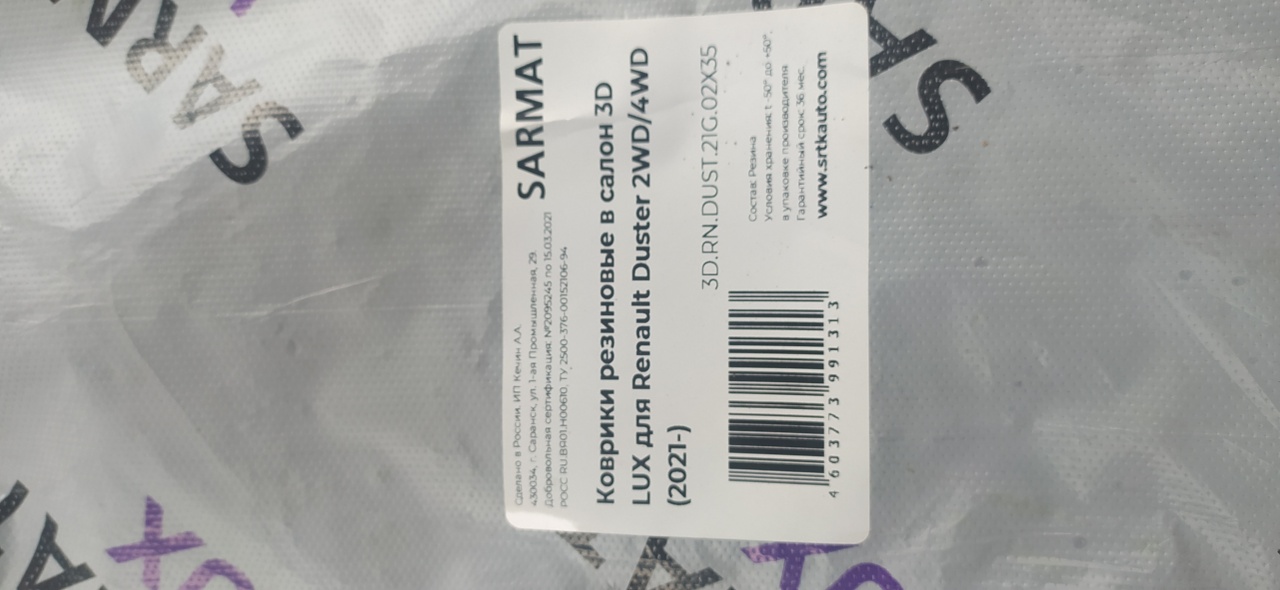 Сделано в России. ИП Кечин А.А.
430034, г. Саранск, ул. 1-ая Промышленная, 29.
Добровольная сертификация: №2095245 по 15.03.2021
РОСС RU.ВЯ01.Н00610. ТУ 2500-376-00152106-94
SARMAT
Коврики резиновые в салон 3D
LUX для Renault Duster 2WD/4WD
(2021-)
3D.RN.DUST.21G.02X35
4 603773 991313
Состав: Резина
Условия хранения: t -50° до +50°,
в упаковке производителя
Гарантийный срок: 36 мес.
www.srtkauto.com